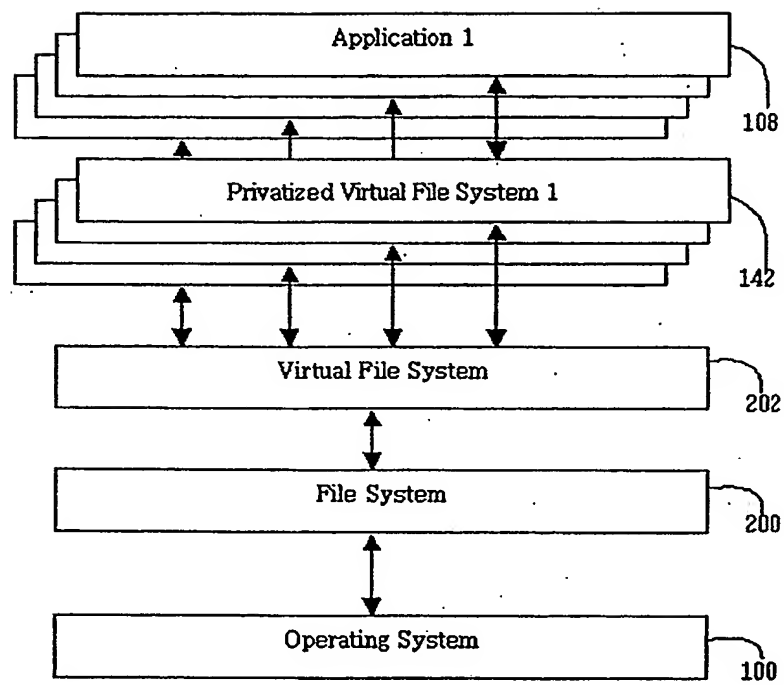 Application 1
108
Privatized Virtual File System 1
142
Virtual File System
202
File System
200
Operating System
100